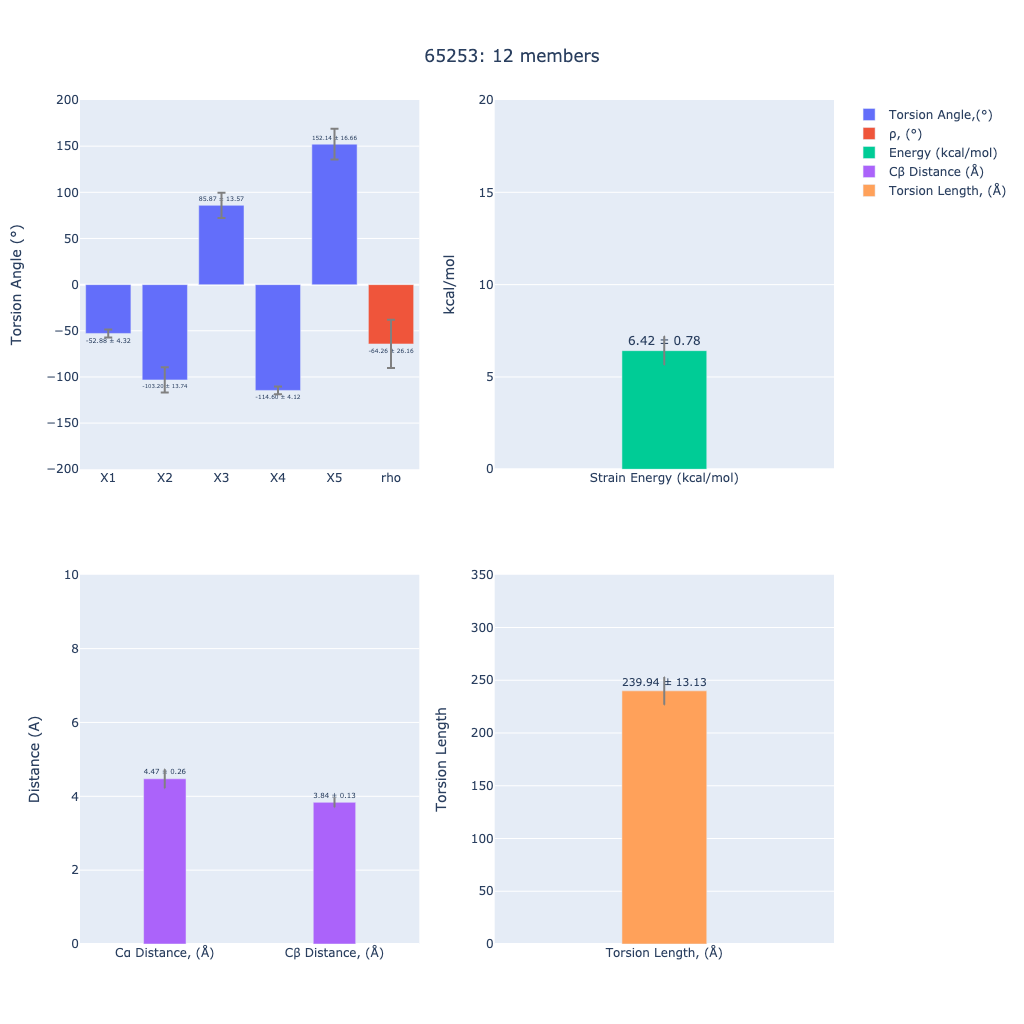 65253: 12 members
Torsion Angle (°)
200
150
100
50
0
−50
−100
−150
−200
-52.88 ± 4.32
-103.20 ± 13.74
85.87 ± 13.57
-114.60 ± 4.12
152.14 ± 16.66
-64.26 ± 26.16
X1 X2 X3 X4 X5 rho
kcal/mol
20
15
10
5
0
6.42 ± 0.78
Strain Energy (kcal/mol)
Torsion Angle,(°)
ρ, (°)
Energy (kcal/mol)
Cβ Distance (Å)
Torsion Length, (Å)
Distance (A)
10
8
6
4
2
0
4.47 ± 0.26
3.84 ± 0.13
Cα Distance, (Å) Cβ Distance, (Å)
Torsion Length
350
300
250
200
150
100
50
0
239.94 ± 13.13
Torsion Length, (Å)